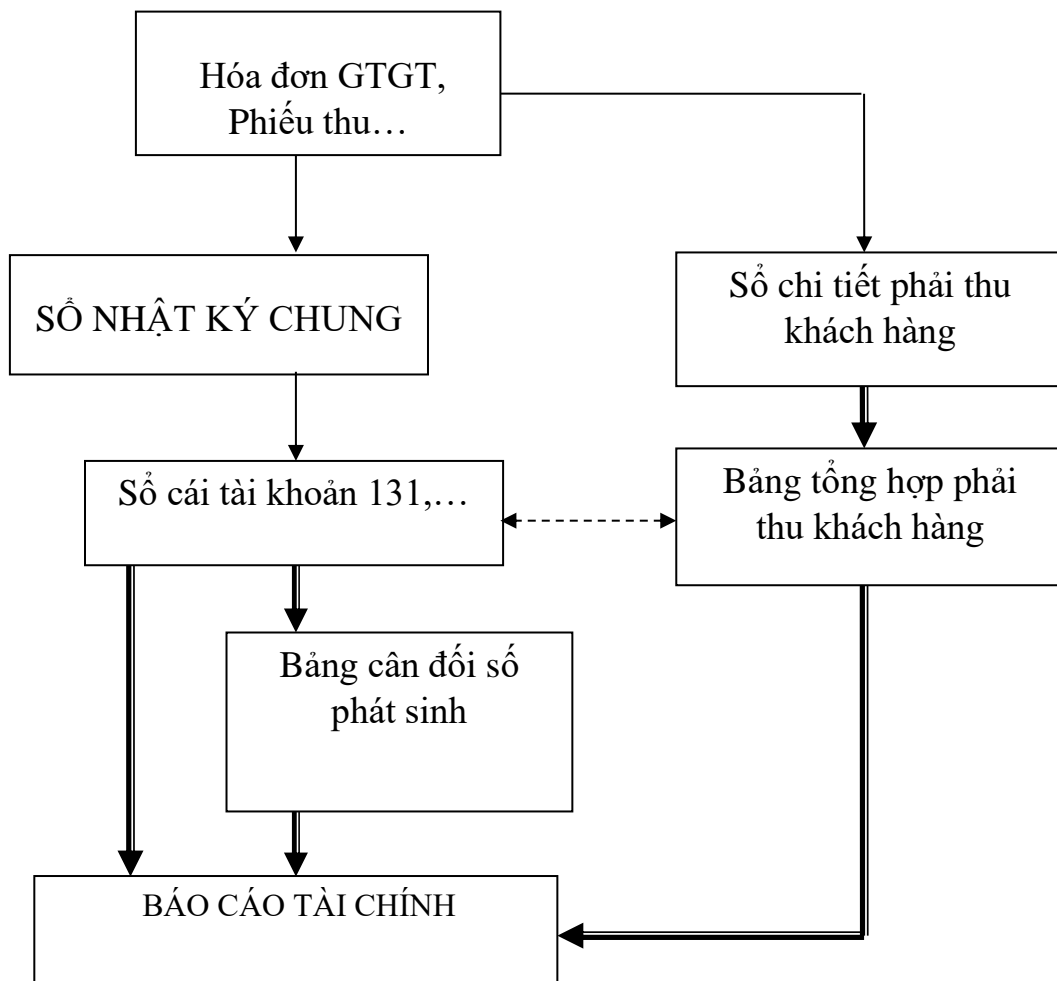 Hóa đơn GTGT,
Phiếu thu…
SỔ NHẬT KÝ CHUNG
Sổ chi tiết phải thu
khách hàng
Sổ cái tài khoản 131,…
Bảng tổng hợp phải
thu khách hàng
Bảng cân đối số
phát sinh
BÁO CÁO TÀI CHÍNH